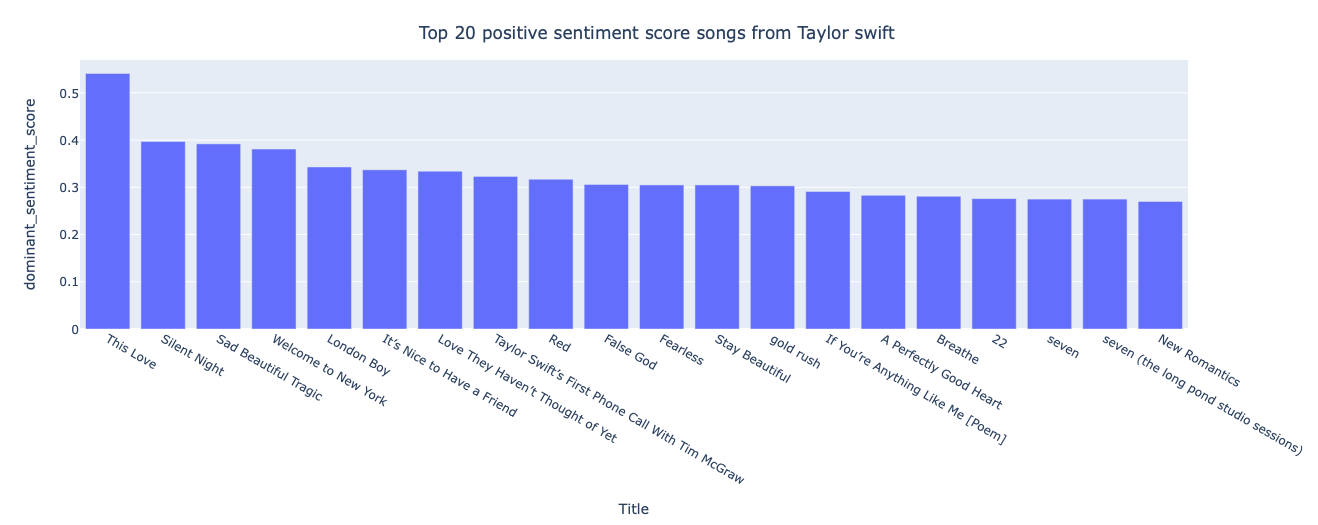 Top 20 positive sentiment score songs from Taylor swift
dominant_sentiment_score
0.5
0.4
0.3
0.2
0.1
0
This Love
Silent Night
Sad Beautiful Tragic
Welcome to New York
London Boy
It’s Nice to Have a Friend
Love They Haven’t Thought of Yet
Taylor Swift’s First Phone Call With Tim McGraw
Red
False God
Fearless
Stay Beautiful
gold rush
If You’re Anything Like Me [Poem]
A Perfectly Good Heart
Breathe
22
seven
seven (the long pond studio sessions)
New Romantics
Title